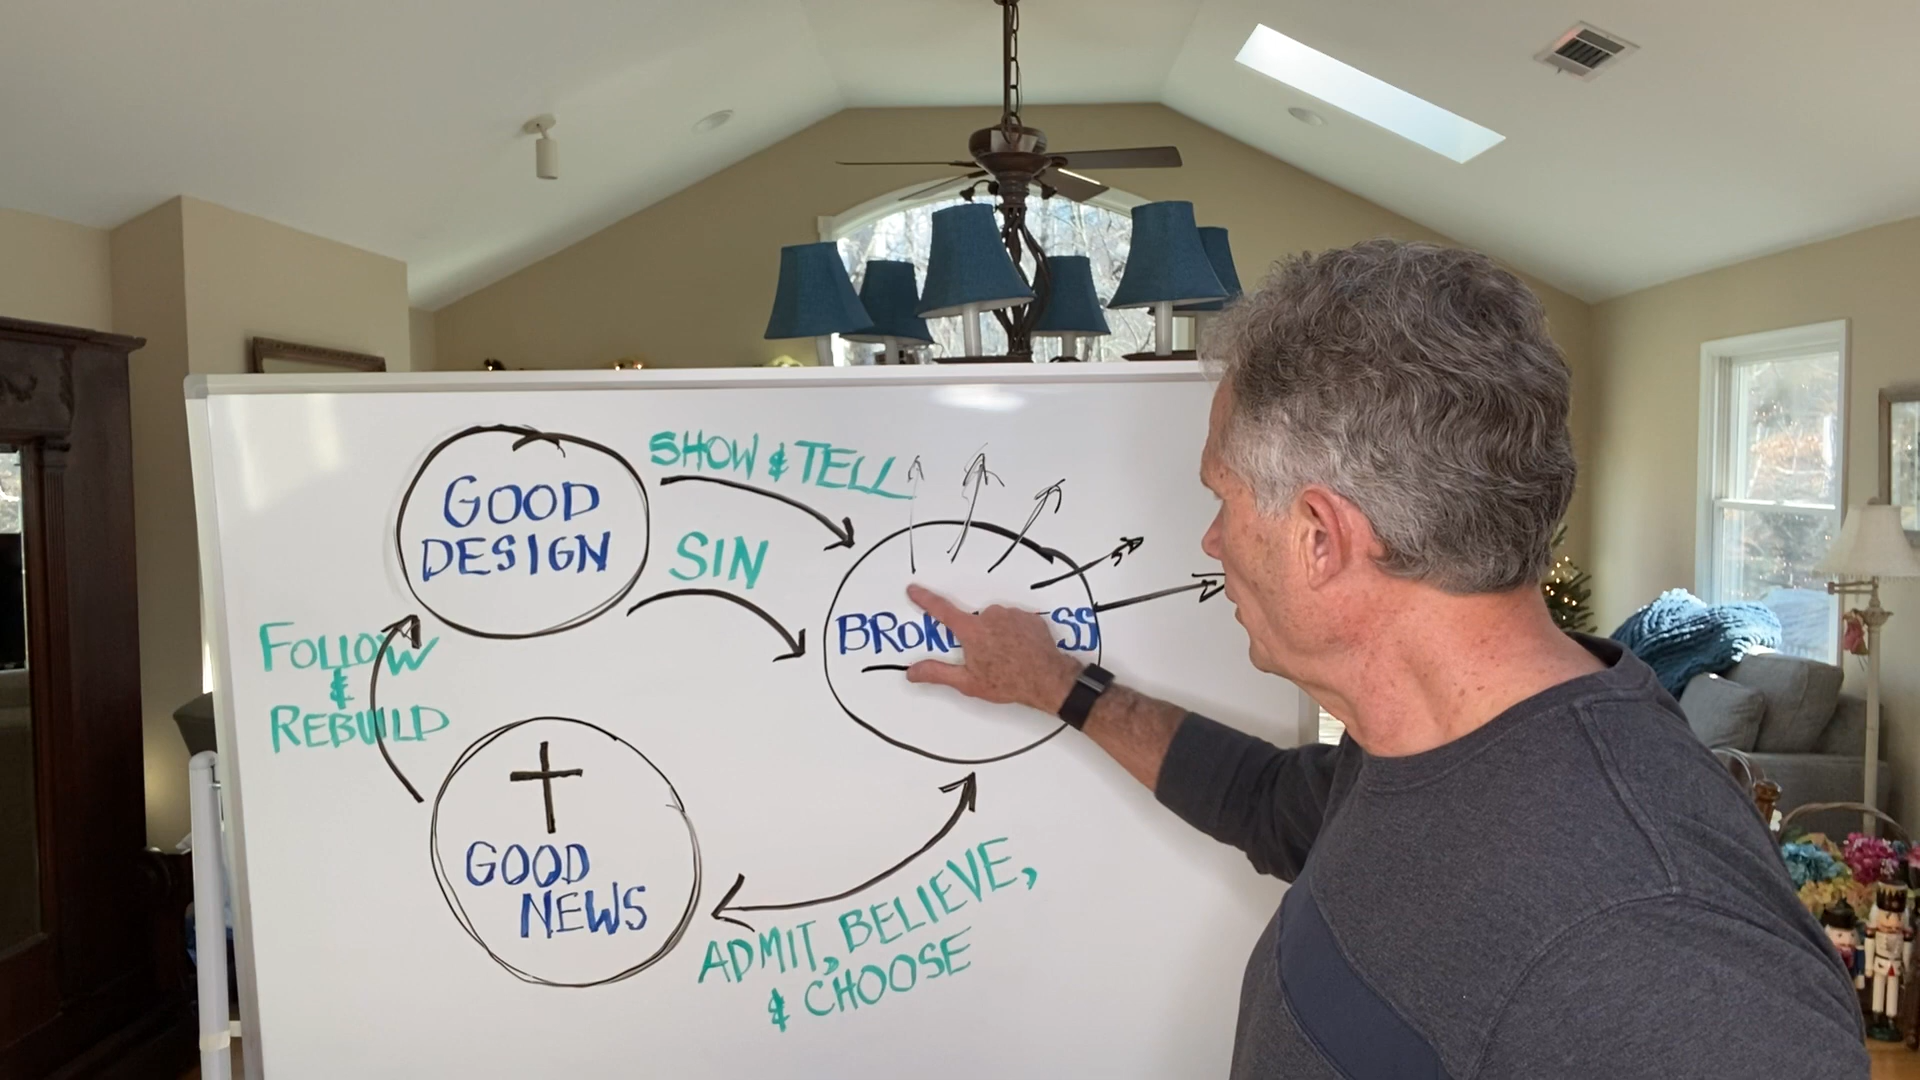 SHOW & TELL
GOOD
DESIGN
SIN
FOLLOW
&
REBUILD
GOOD
NEWS
ADMIT, BELIEVE,
& CHOOSE